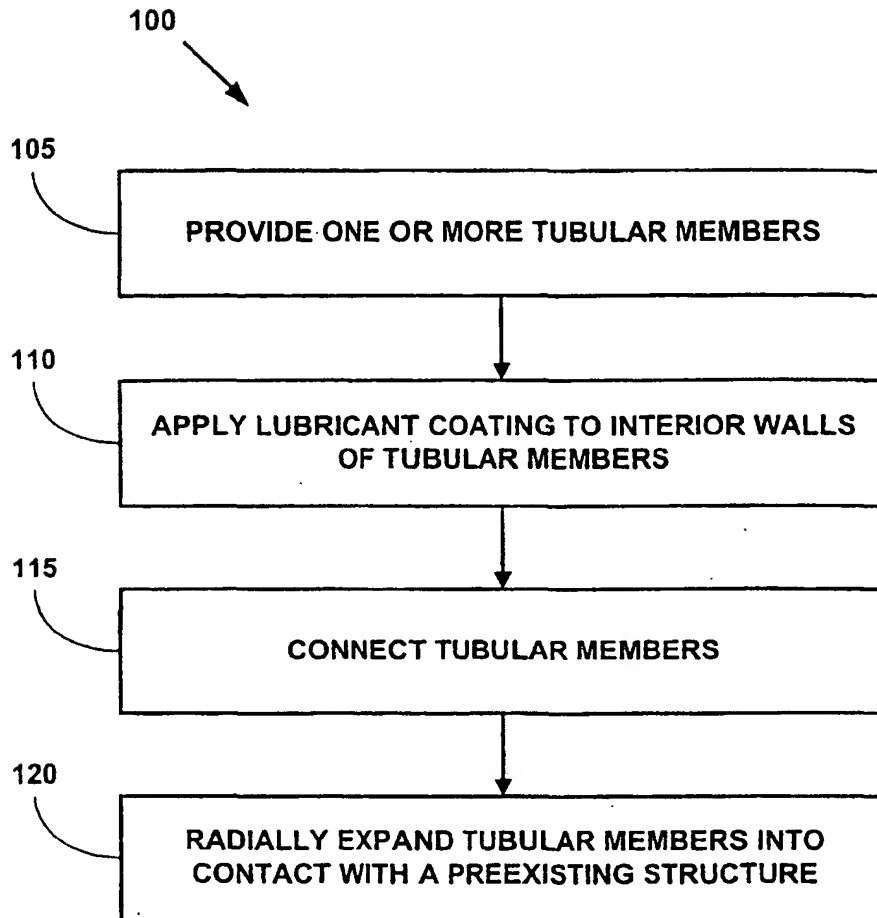 100
105
PROVIDE ONE OR MORE TUBULAR MEMBERS
110
APPLY LUBRICANT COATING TO INTERIOR WALLS
OF TUBULAR MEMBERS
115
CONNECT TUBULAR MEMBERS
120
RADIALLY EXPAND TUBULAR MEMBERS INTO
CONTACT WITH A PREEXISTING STRUCTURE